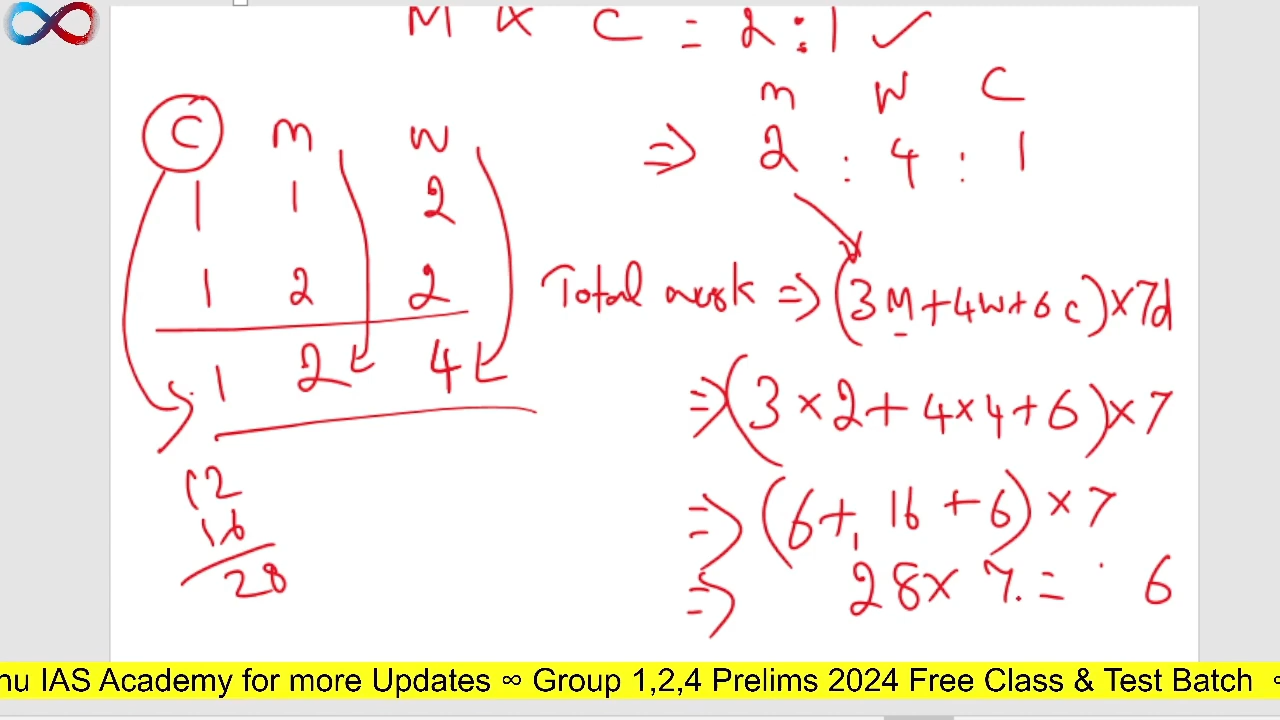 M & C = 2:1 ✓
m W C
⇒ 2 : 4 : 1
C m W
1 1 2
1 2 2
1 2 4
Total work ⇒ (3M+4W+6C)×7d
⇒ (3×2+4×4+6)×7
⇒ (6+16+6)×7
⇒ 28×7 = 6
12
16
28
nu IAS Academy for more Updates ∞ Group 1,2,4 Prelims 2024 Free Class & Test Batch ∞